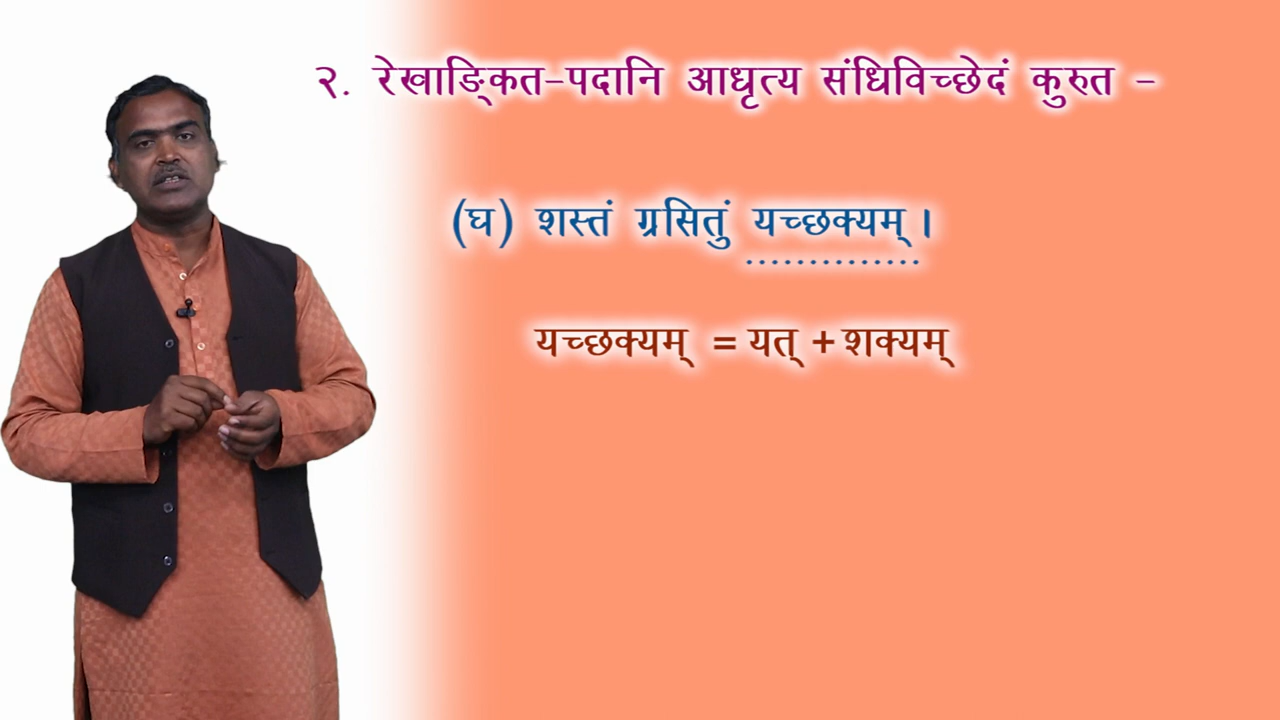 २. रेखाङ्कित-पदानि आधृत्य संधिविच्छेदं कुरुत -
(घ) शस्तं ग्रसितुं यच्छक्यम् ।
यच्छक्यम् = यत् + शक्यम्